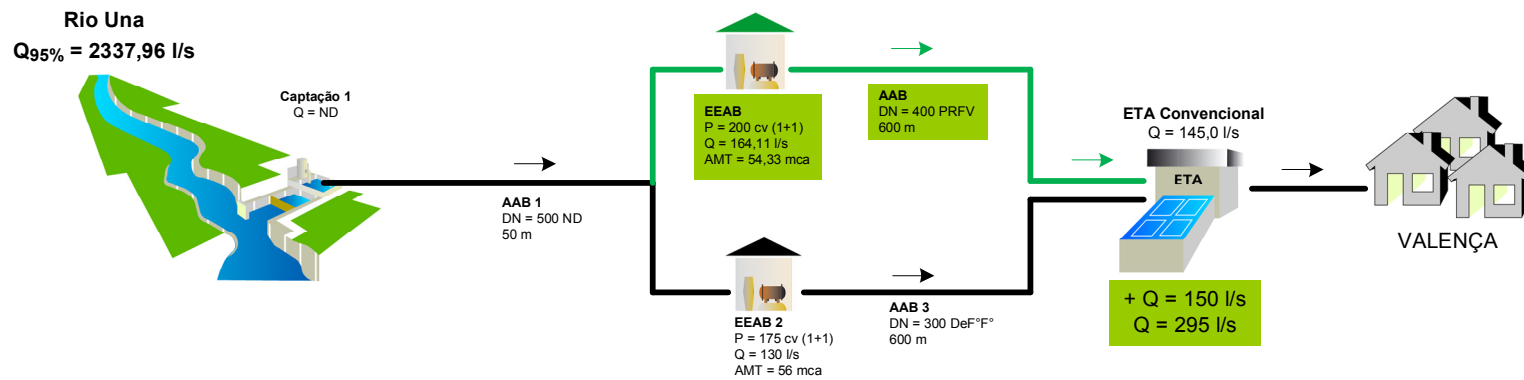 Rio Una
Q95% = 2337,96 l/s
Captação 1
Q = ND
AAB 1
DN = 500 ND
50 m
EEAB
P = 200 cv (1+1)
Q = 164,11 l/s
AMT = 54,33 mca
AAB
DN = 400 PRFV
600 m
EEAB 2
P = 175 cv (1+1)
Q = 130 l/s
AMT = 56 mca
AAB 3
DN = 300 DeF°F°
600 m
ETA Convencional
Q = 145,0 l/s
ETA
+ Q = 150 l/s
Q = 295 l/s
VALENÇA